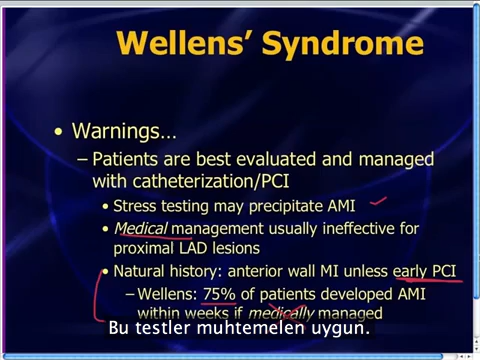 Wellens' Syndrome
• Warnings...
– Patients are best evaluated and managed
with catheterization/PCI
• Stress testing may precipitate AMI
• Medical management usually ineffective for
proximal LAD lesions
• Natural history: anterior wall MI unless early PCI
– Wellens: 75% of patients developed AMI
within weeks if medically managed
Bu testler muhtemelen uygun.